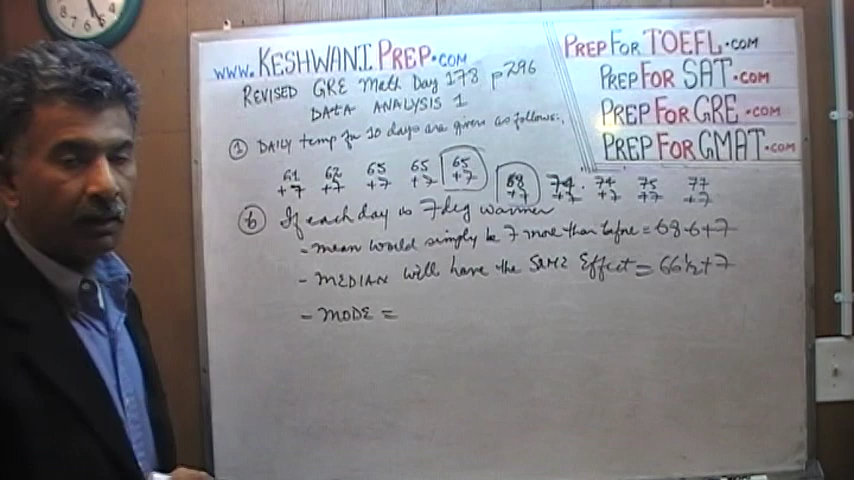 www.KESHWANI PREP.COM
REVISED GRE Math Day 178 p296
DATA ANALYSIS 1
PREP FOR TOEFL.COM
PREP FOR SAT.COM
PREP FOR GRE.COM
PREP FOR GMAT.COM
① DAILY temp for 10 days are given as follows:
61 62 65 65 65 68 74 74 75 77
+7 +7 +7 +7 +7 +7 +7 +7 +7 +7
⑥ If each day is 7 deg warmer
- mean would simply be 7 more than before = 68.6+7
- MEDIAN will have the SAME Effect = 66½+7
- MODE =